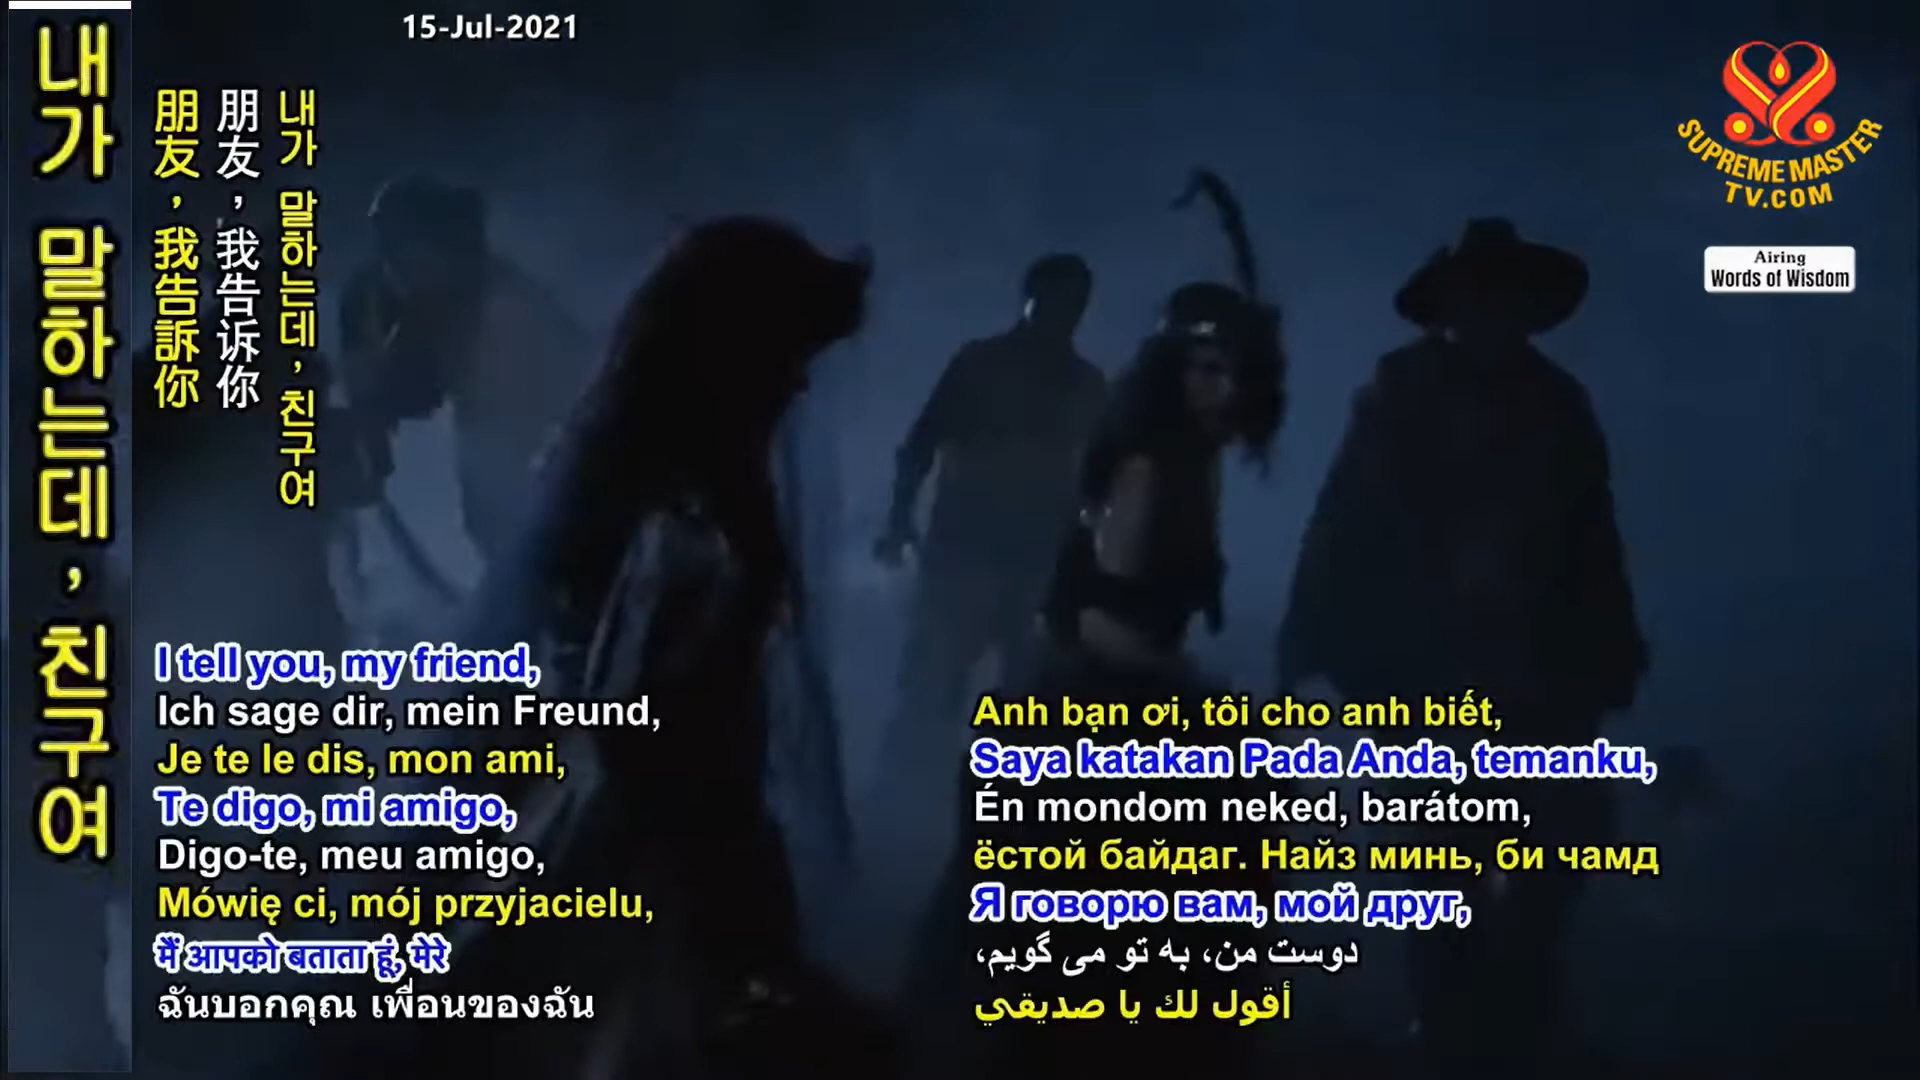 15-Jul-2021
SUPREME MASTER
TV.COM
Airing
Words of Wisdom
내가 말하는데, 친구여
朋友，我告訴你
朋友，我告诉你
내가 말하는데, 친구여
I tell you, my friend,
Ich sage dir, mein Freund,
Je te le dis, mon ami,
Te digo, mi amigo,
Digo-te, meu amigo,
Mówię ci, mój przyjacielu,
मैं आपको बताता हूं, मेरे
ฉันบอกคุณ เพื่อนของฉัน
Anh bạn ơi, tôi cho anh biết,
Saya katakan Pada Anda, temanku,
Én mondom neked, barátom,
ёстой байдаг. Найз минь, би чамд
Я говорю вам, мой друг,
دوست من، به تو می گویم،
أقول لك يا صديقي